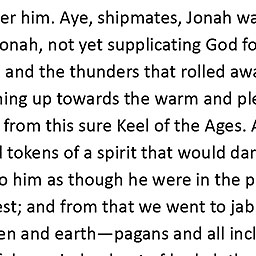 er him. Aye, shipmates, Jonah wa
onah, not yet supplicating God fo
and the thunders that rolled awa
ning up towards the warm and ple
from this sure Keel of the Ages. A
l tokens of a spirit that would dar
o him as though he were in the p
est; and from that we went to jab
en and earth—pagans and all incl